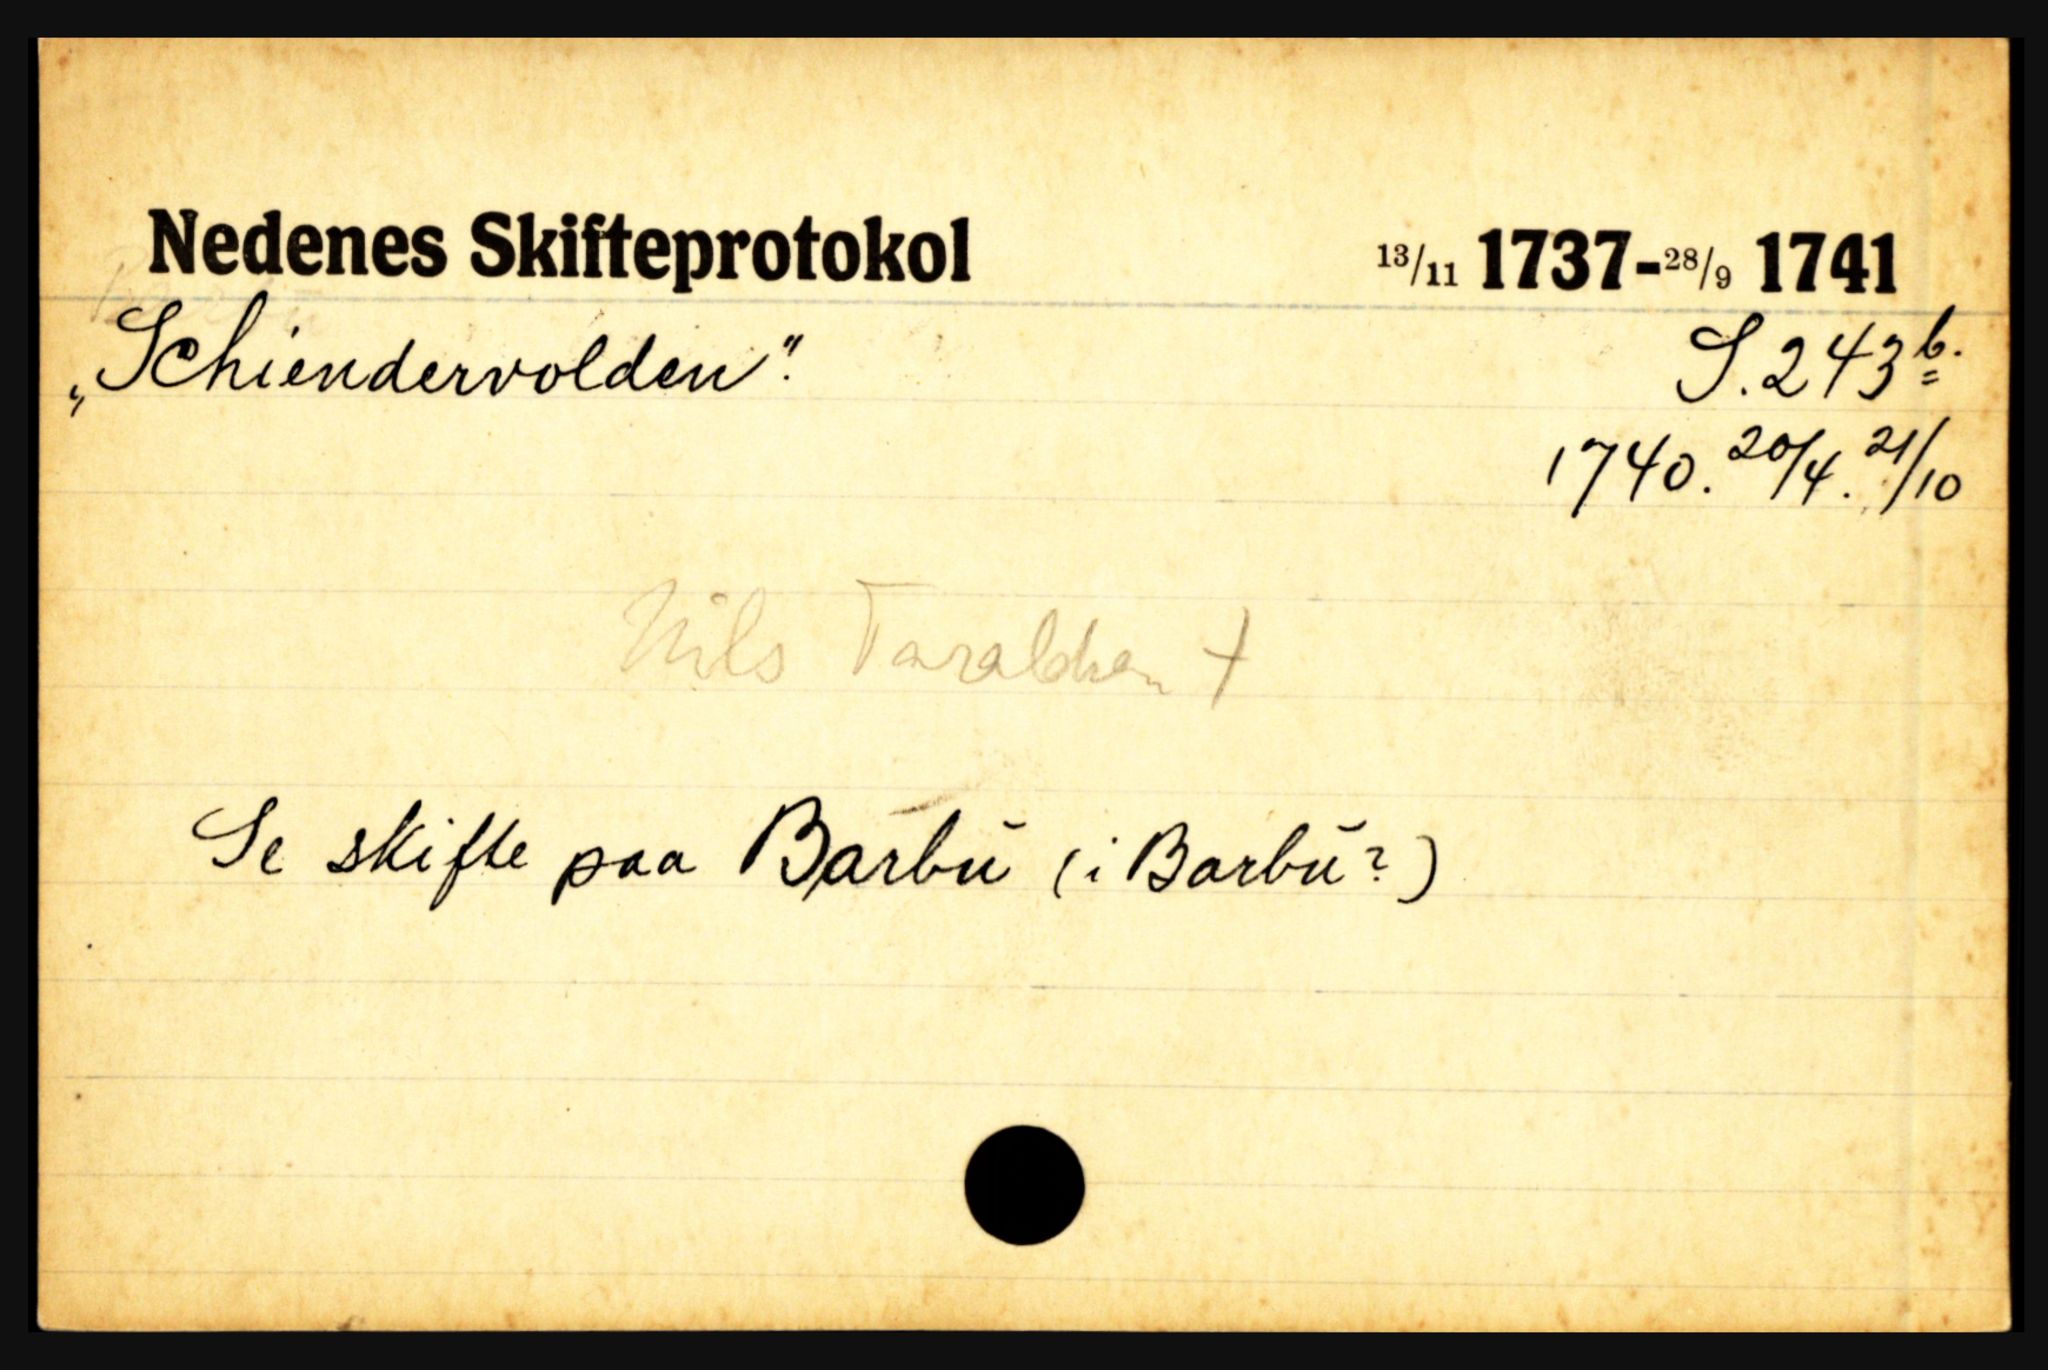 Nedenes Skifteprotokol 13/11 1737-28/9 1741
„Schiendervolden". S. 243 b.
1740. 20/4. 21/10
Nils Taraldsen †
Se skifte paa Barbu (i Barbu?)